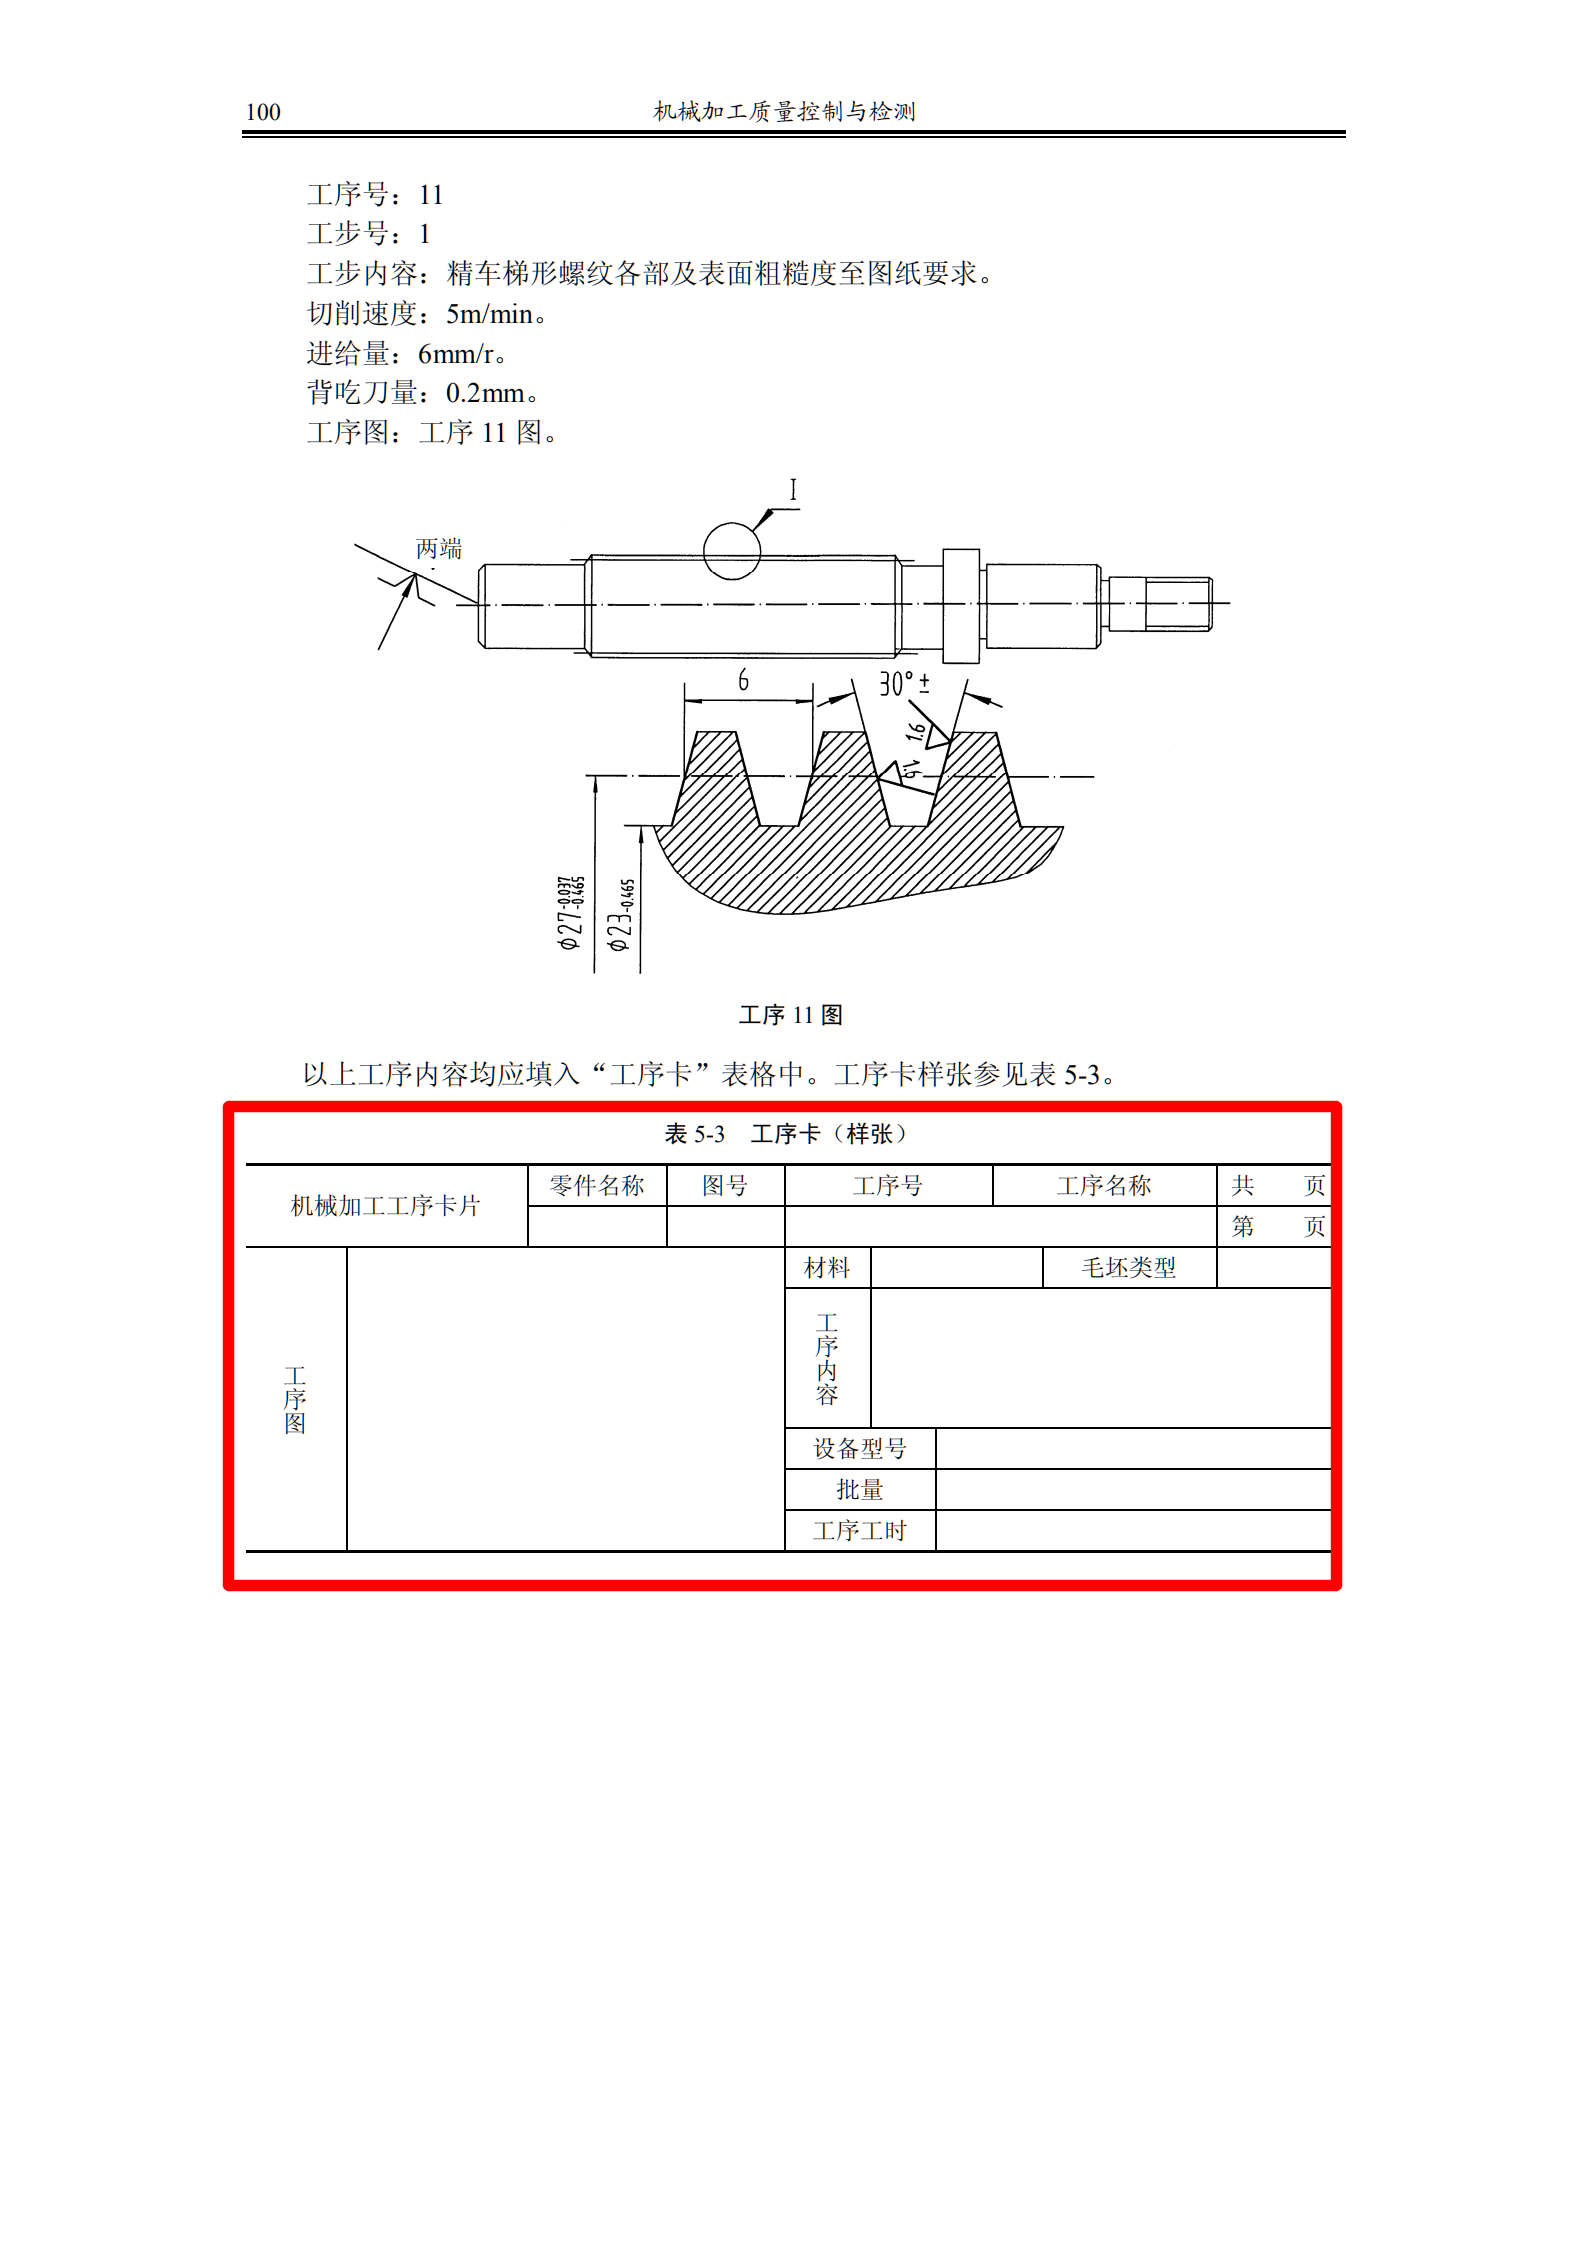 100 机械加工质量控制与检测
工序号：11
工步号：1
工步内容：精车梯形螺纹各部及表面粗糙度至图纸要求。
切削速度：5m/min。
进给量：6mm/r。
背吃刀量：0.2mm。
工序图：工序 11 图。
I
两端
6
30°±
1.6
1.6
ϕ27-0.037 -0.465
ϕ23-0.465
工序 11 图
以上工序内容均应填入“工序卡”表格中。工序卡样张参见表 5-3。
表 5-3 工序卡（样张）
机械加工工序卡片 零件名称 图号 工序号 工序名称 共 页
第 页
材料 毛坯类型
工序图
工序内容
设备型号
批量
工序工时